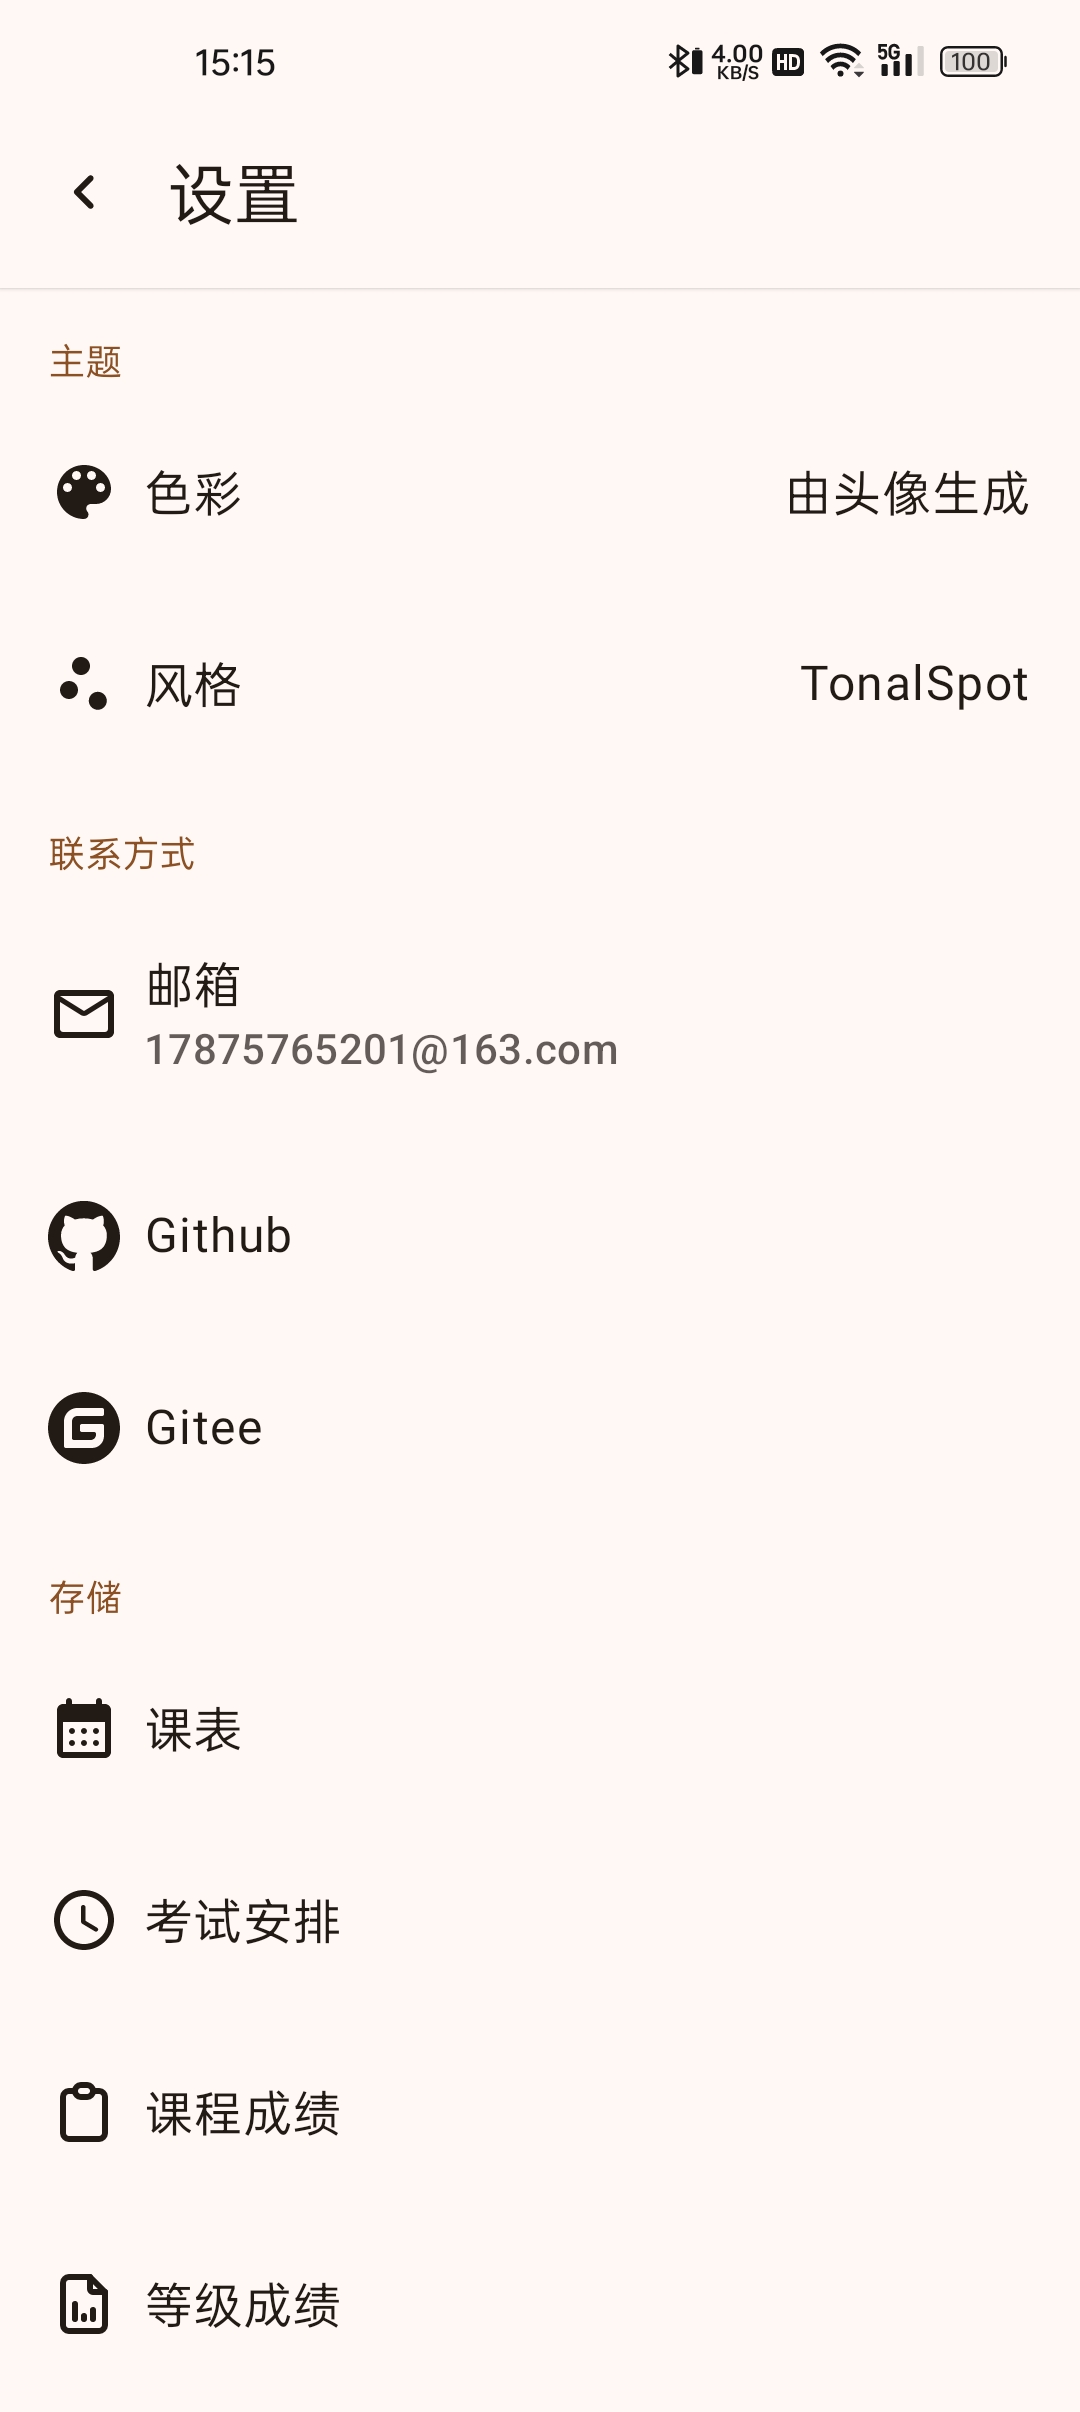 15:15
4.00
KB/S
HD
5G
100
设置
主题
色彩
由头像生成
风格
TonalSpot
联系方式
邮箱
17875765201@163.com
Github
Gitee
存储
课表
考试安排
课程成绩
等级成绩